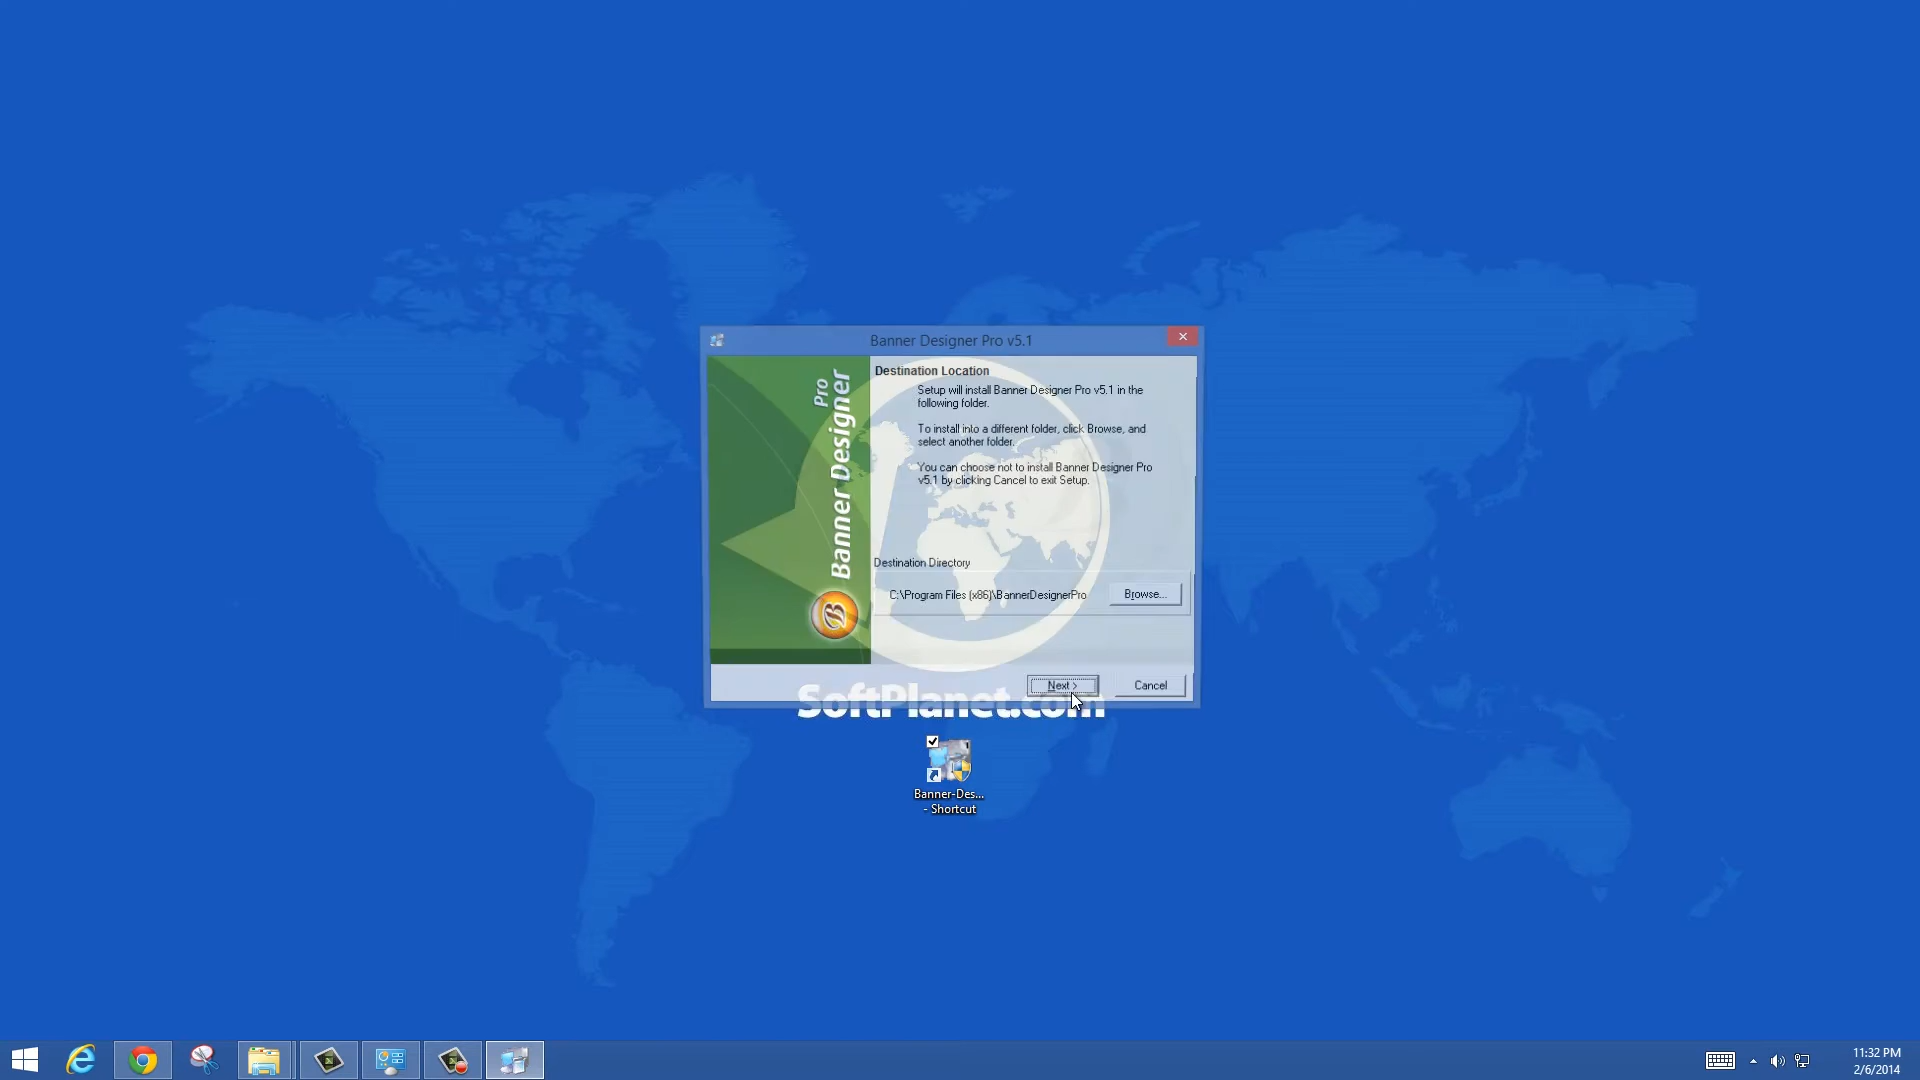 Banner Designer Pro v5.1
Pro
Banner Designer
B
Destination Location
Setup will install Banner Designer Pro v5.1 in the
following folder.
To install into a different folder, click Browse, and
select another folder.
You can choose not to install Banner Designer Pro
v5.1 by clicking Cancel to exit Setup.
Destination Directory
C:\Program Files (x86)\BannerDesignerPro
Browse...
Next >
Cancel
SoftPlanet.com
Banner-Des...
- Shortcut
11:32 PM
2/6/2014